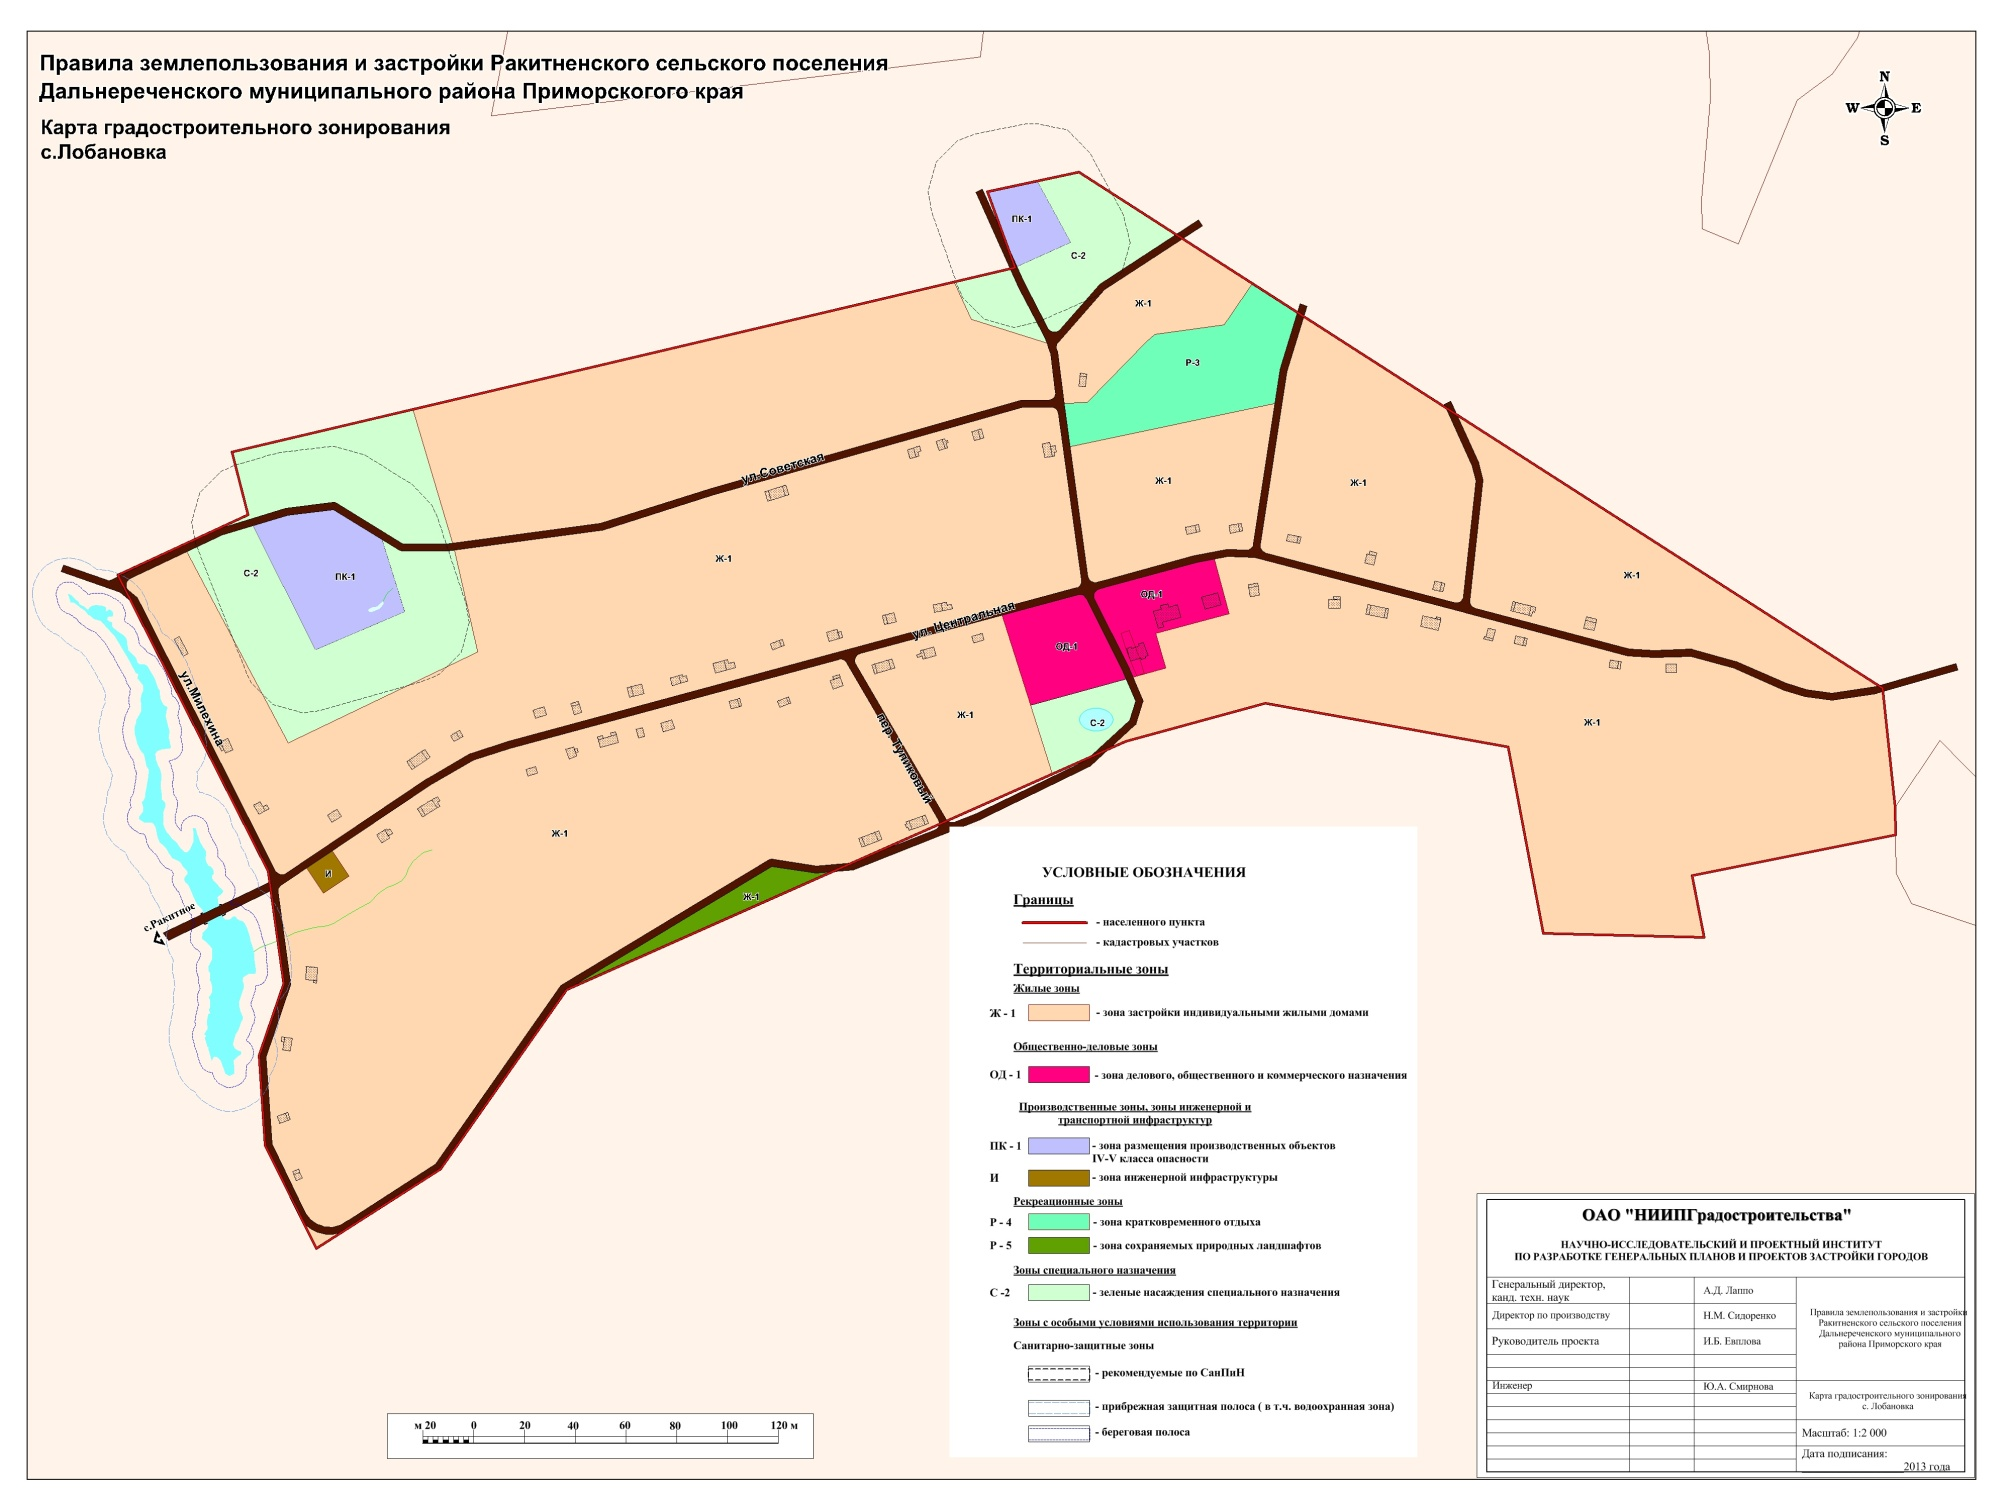 Правила землепользования и застройки Ракитненского сельского поселения
Дальнереченского муниципального района Приморскогого края
Карта градостроительного зонирования
с.Лобановка
N
W E
S
ПК-1
С-2
Ж-1
Р-3
ул.Советская
Ж-1
Ж-1
Ж-1
С-2
ПК-1
Ж-1
ОД-1
ул. Центральная
ОД-1
ул.Милехина
пер. Тупиковый
Ж-1
С-2
Ж-1
Ж-1
И
Ж-1
с.Ракитное
УСЛОВНЫЕ ОБОЗНАЧЕНИЯ
Границы
- населенного пункта
- кадастровых участков
Территориальные зоны
Жилые зоны
Ж - 1 - зона застройки индивидуальными жилыми домами
Общественно-деловые зоны
ОД - 1 - зона делового, общественного и коммерческого назначения
Производственные зоны, зоны инженерной и
транспортной инфраструктур
ПК - 1 - зона размещения производственных объектов
IV-V класса опасности
И - зона инженерной инфраструктуры
Рекреационные зоны
Р - 4 - зона кратковременного отдыха
Р - 5 - зона сохраняемых природных ландшафтов
Зоны специального назначения
С -2 - зеленые насаждения специального назначения
Зоны с особыми условиями использования территории
Санитарно-защитные зоны
- рекомендуемые по СанПиН
- прибрежная защитная полоса ( в т.ч. водоохранная зона)
- береговая полоса
м 20 0 20 40 60 80 100 120 м
ОАО "НИИПГрадостроительства"
НАУЧНО-ИССЛЕДОВАТЕЛЬСКИЙ И ПРОЕКТНЫЙ ИНСТИТУТ
ПО РАЗРАБОТКЕ ГЕНЕРАЛЬНЫХ ПЛАНОВ И ПРОЕКТОВ ЗАСТРОЙКИ ГОРОДОВ
Генеральный директор,
канд. техн. наук
А.Д. Лаппо
Директор по производству
Н.М. Сидоренко
Руководитель проекта
И.Б. Евплова
Инженер
Ю.А. Смирнова
Правила землепользования и застройки
Ракитненского сельского поселения
Дальнереченского муниципального
района Приморского края
Карта градостроительного зонирования
с. Лобановка
Масштаб: 1:2 000
Дата подписания:
2013 года